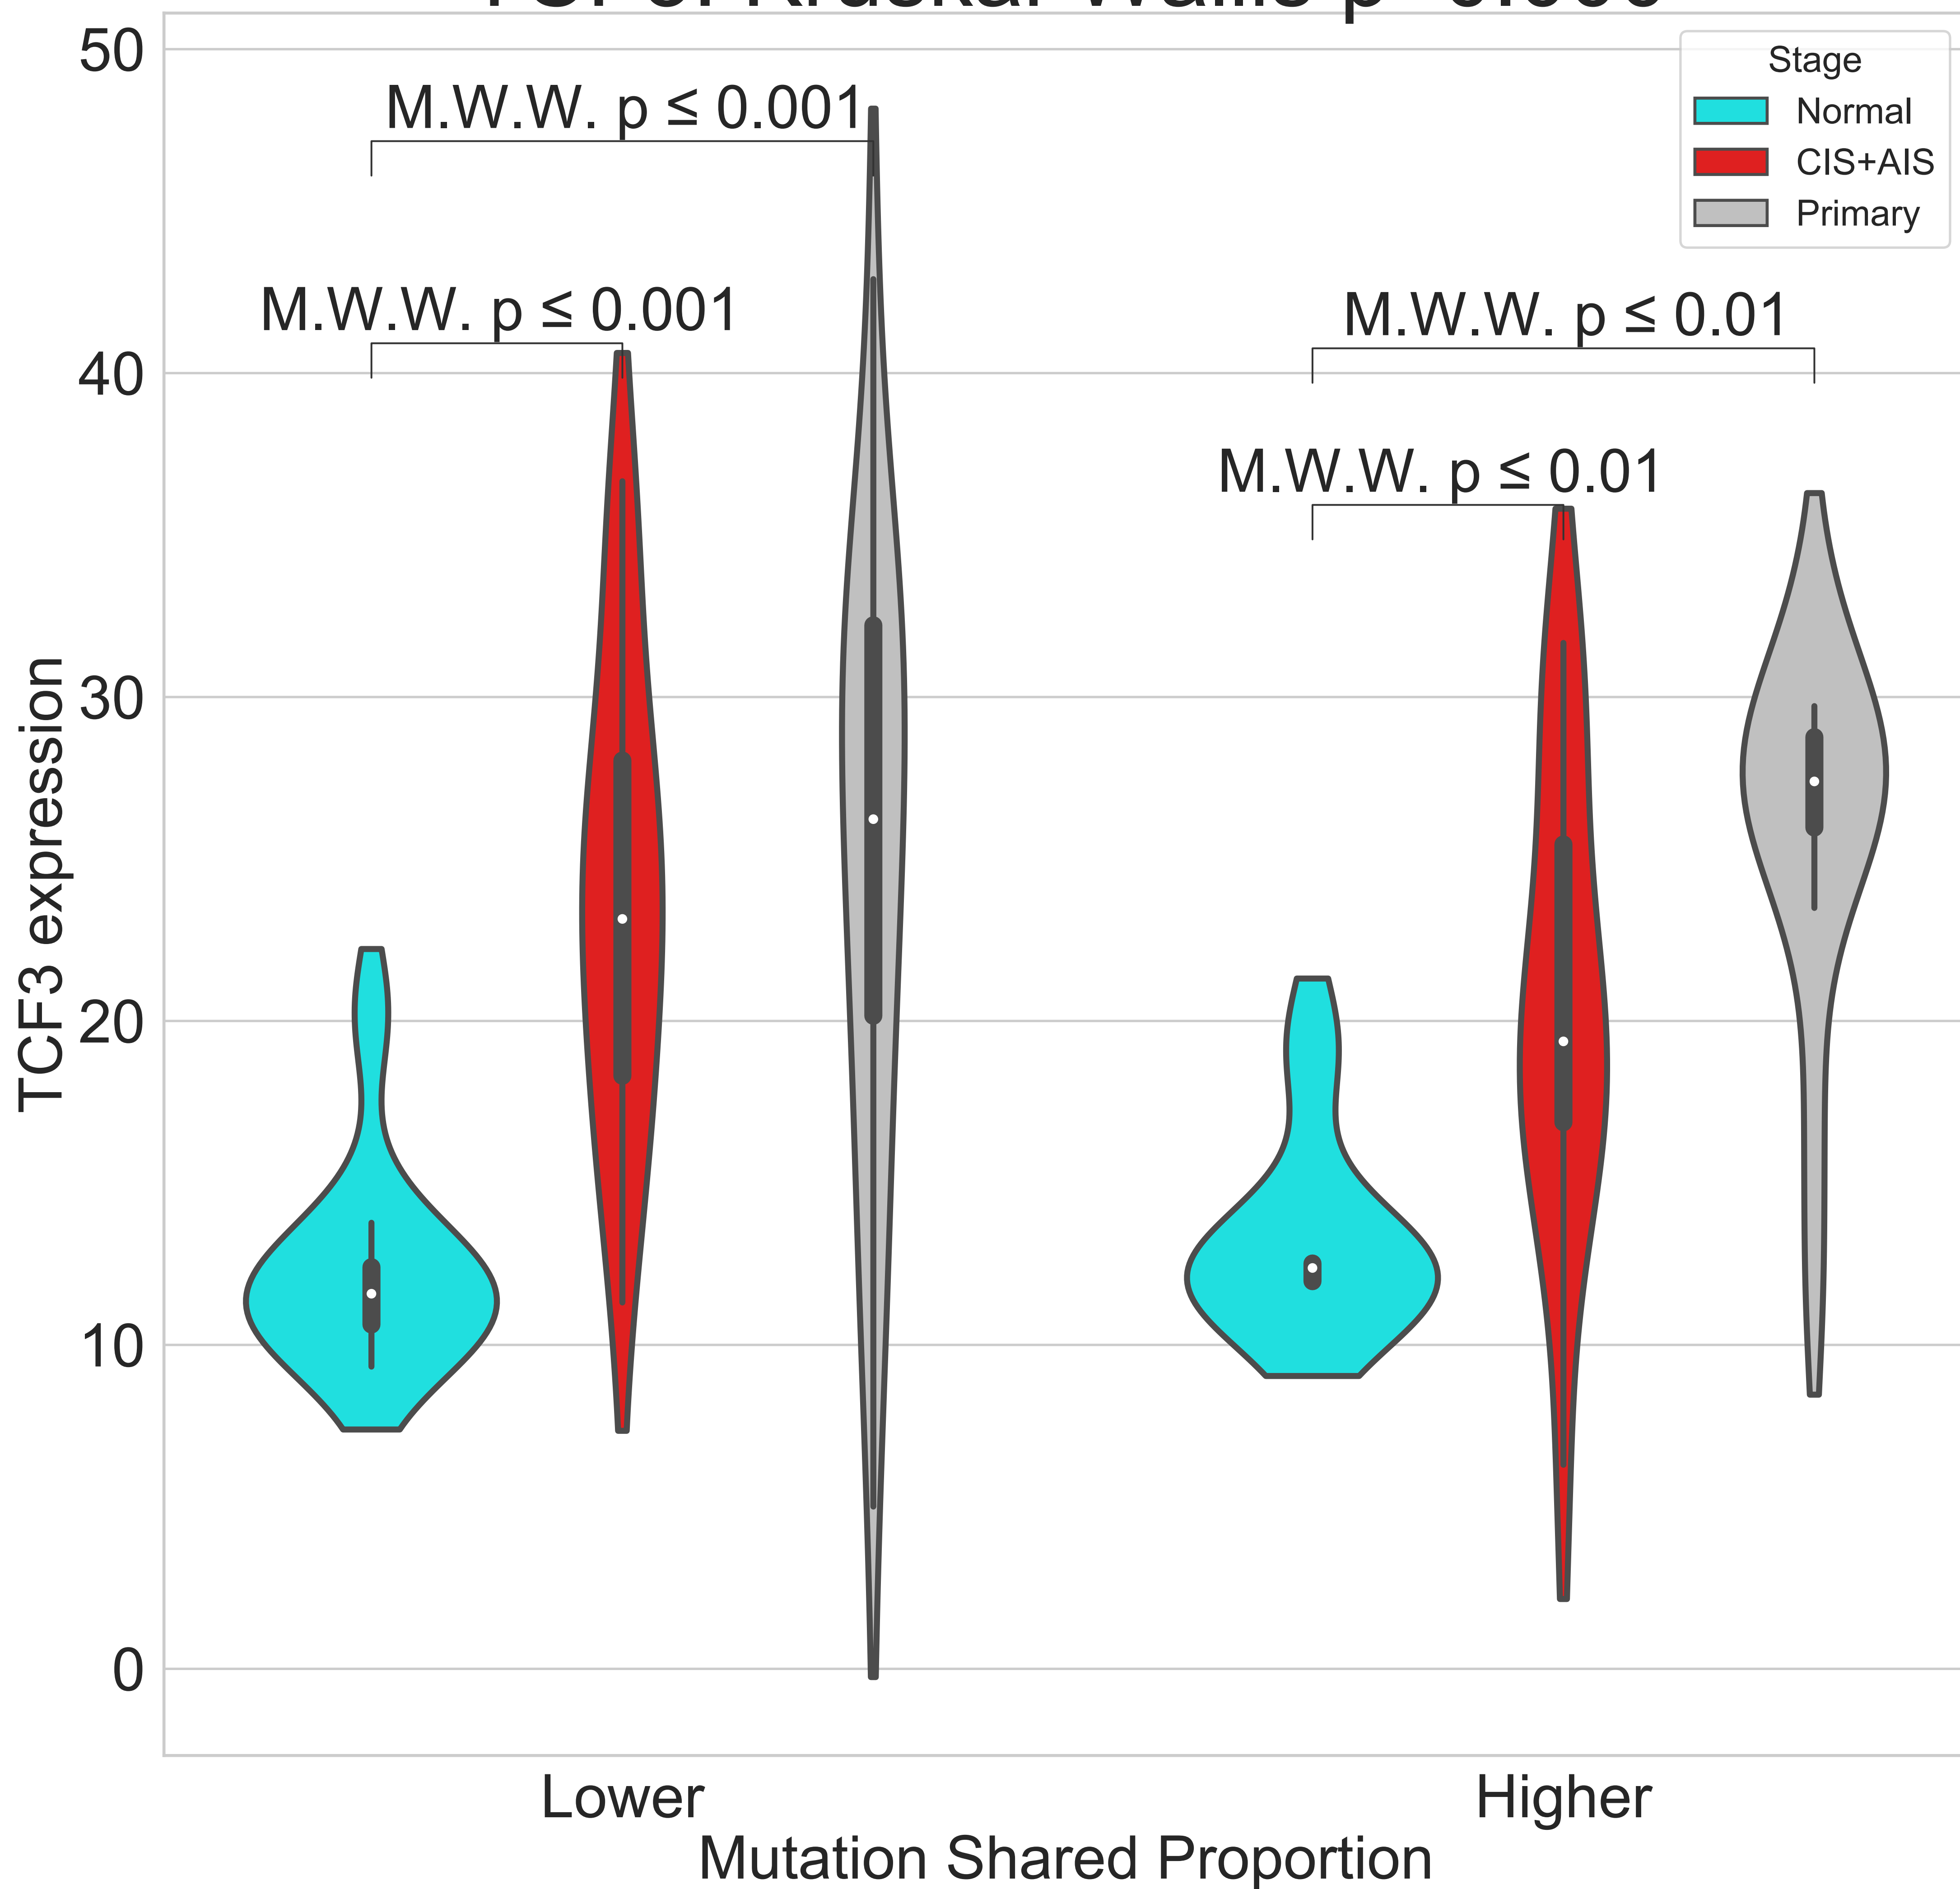 50
40
30
20
10
0
TCF3 expression
M.W.W. p ≤ 0.001
M.W.W. p ≤ 0.001
M.W.W. p ≤ 0.01
M.W.W. p ≤ 0.01
Stage
Normal
CIS+AIS
Primary
Lower
Higher
Mutation Shared Proportion